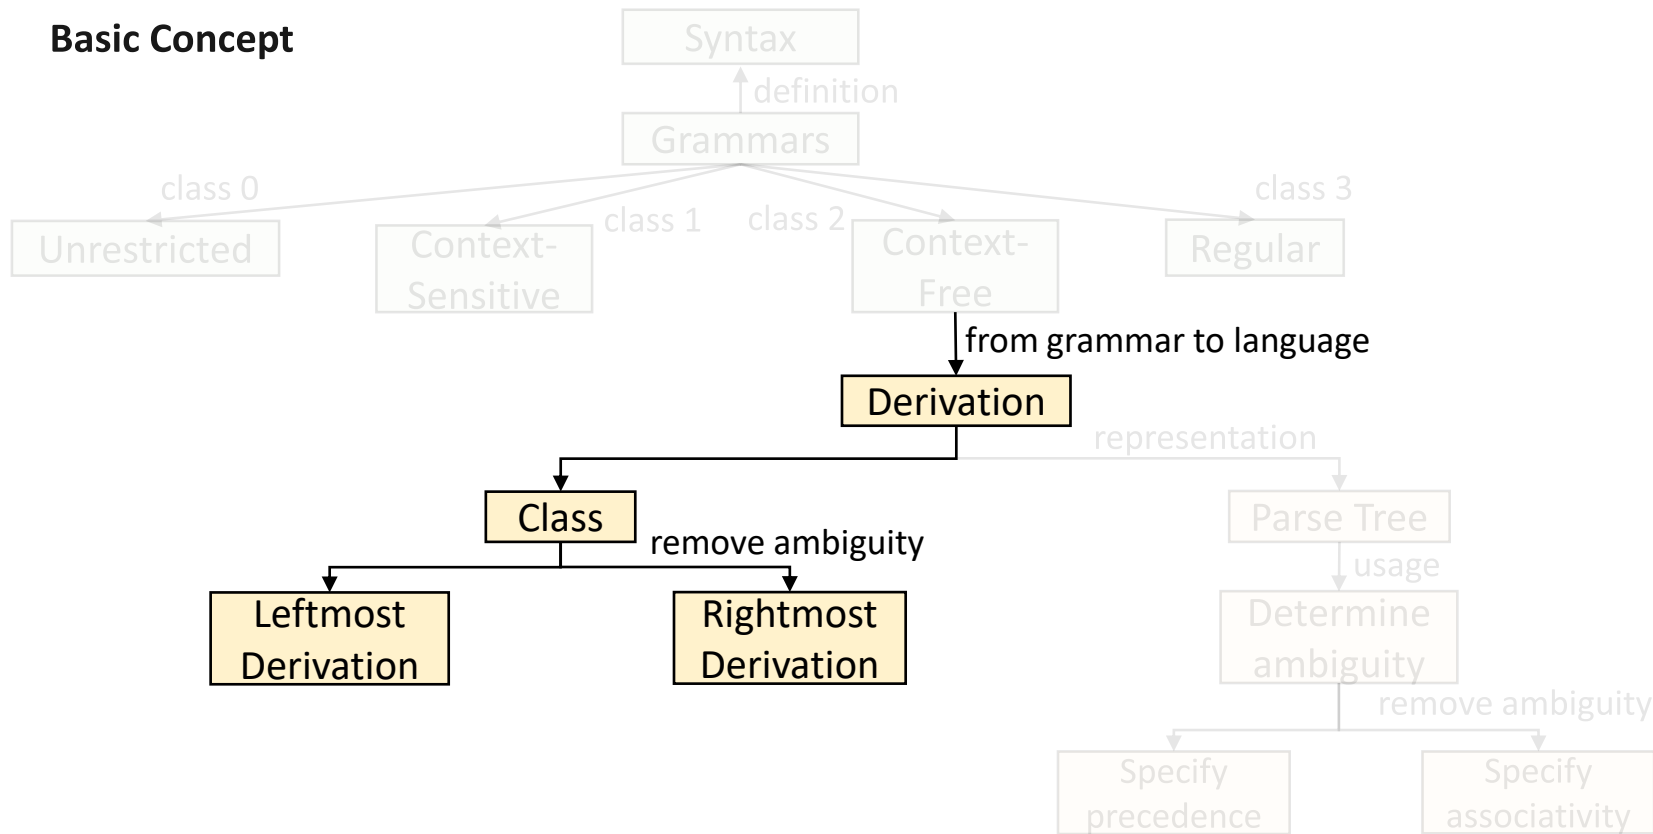 Basic Concept
Syntax
definition
Grammars
class 0
class 1
class 2
class 3
Unrestricted
Context-
Sensitive
Context-
Free
Regular
from grammar to language
Derivation
representation
Class
Parse Tree
remove ambiguity
usage
Leftmost
Derivation
Rightmost
Derivation
Determine
ambiguity
remove ambiguity
Specify
precedence
Specify
associativity